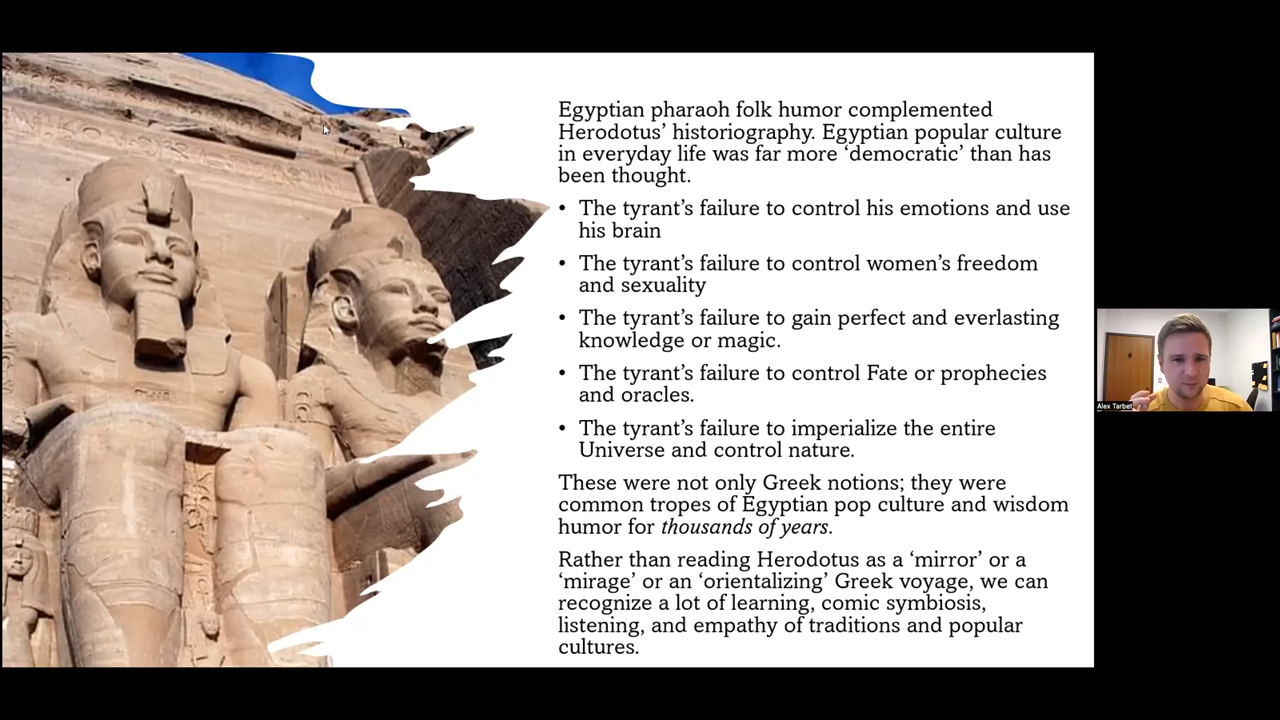 Egyptian pharaoh folk humor complemented
Herodotus’ historiography. Egyptian popular culture
in everyday life was far more ‘democratic’ than has
been thought.
• The tyrant’s failure to control his emotions and use
his brain
• The tyrant’s failure to control women’s freedom
and sexuality
• The tyrant’s failure to gain perfect and everlasting
knowledge or magic.
• The tyrant’s failure to control Fate or prophecies
and oracles.
• The tyrant’s failure to imperialize the entire
Universe and control nature.
These were not only Greek notions; they were
common tropes of Egyptian pop culture and wisdom
humor for thousands of years.
Rather than reading Herodotus as a ‘mirror’ or a
‘mirage’ or an ‘orientalizing’ Greek voyage, we can
recognize a lot of learning, comic symbiosis,
listening, and empathy of traditions and popular
cultures.
Alex Tarbet